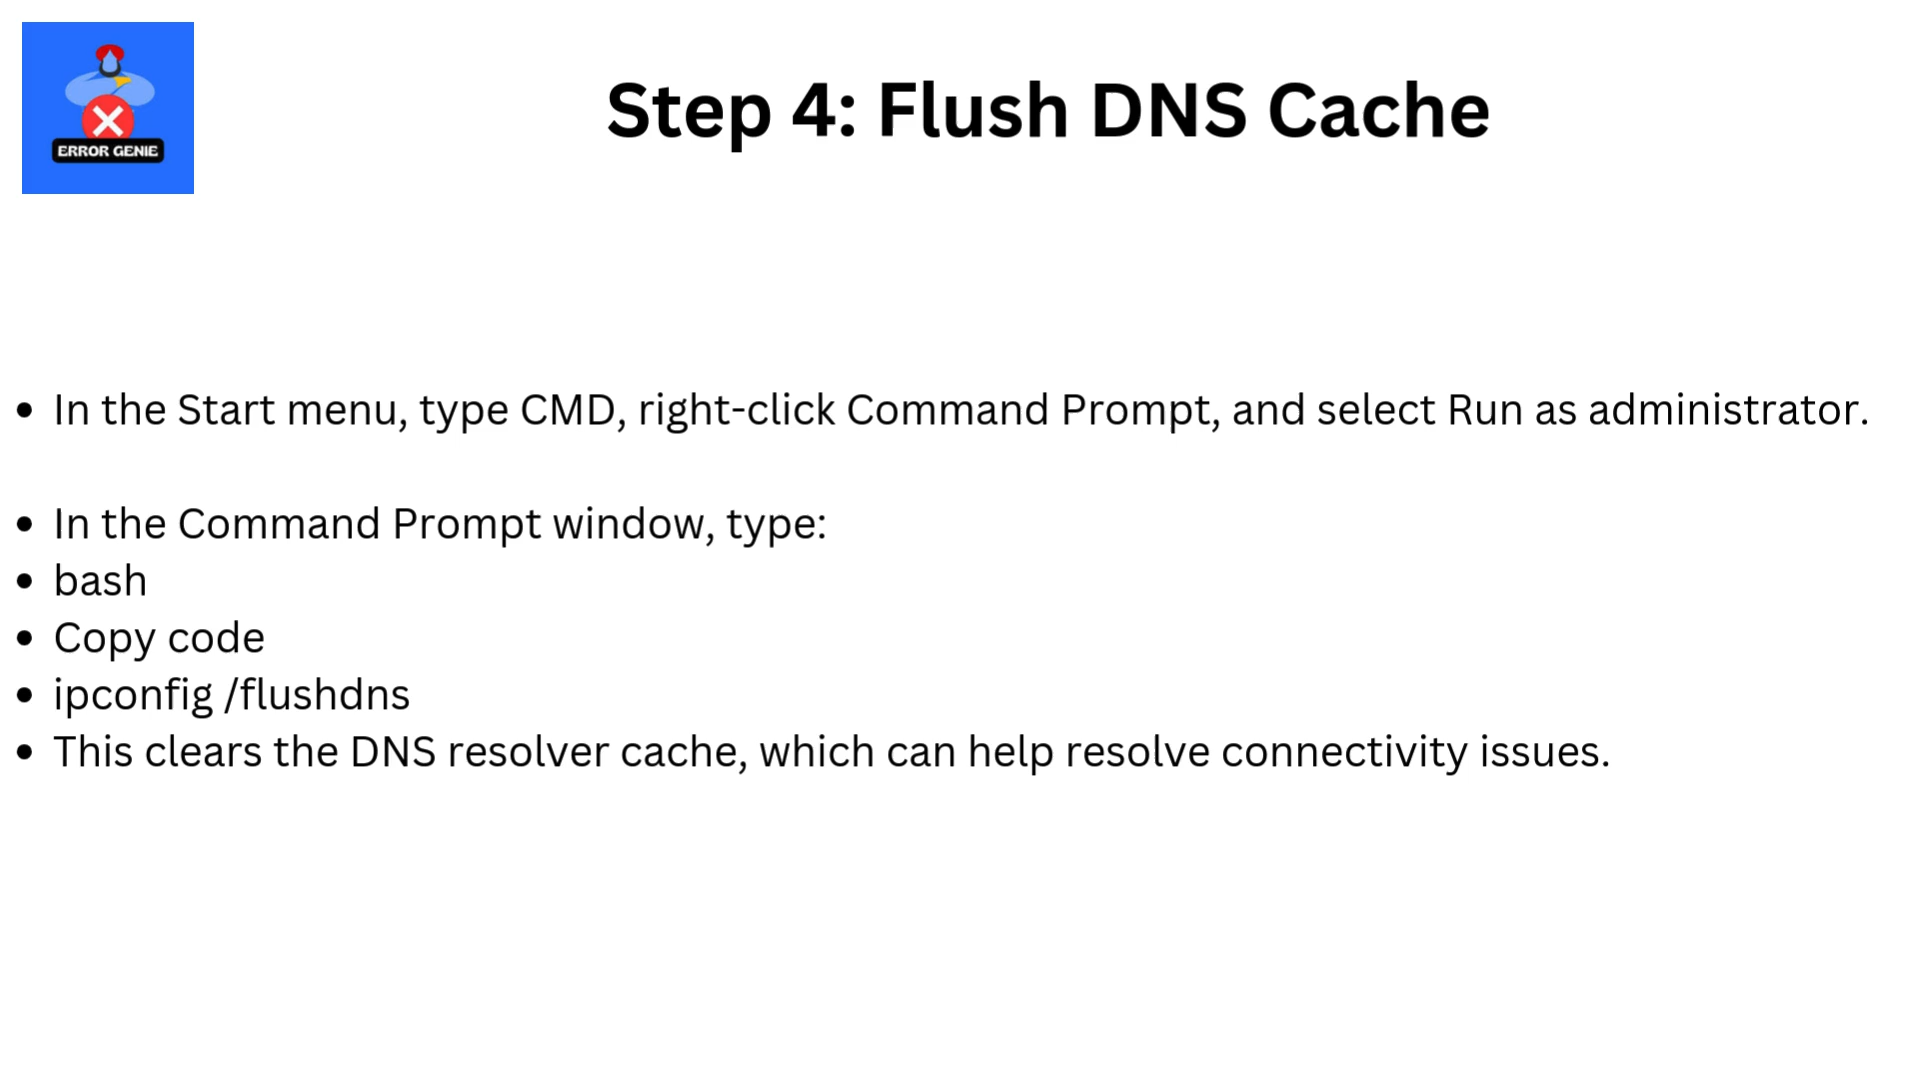 ERROR GENIE
Step 4: Flush DNS Cache
• In the Start menu, type CMD, right-click Command Prompt, and select Run as administrator.
• In the Command Prompt window, type:
• bash
• Copy code
• ipconfig /flushdns
• This clears the DNS resolver cache, which can help resolve connectivity issues.